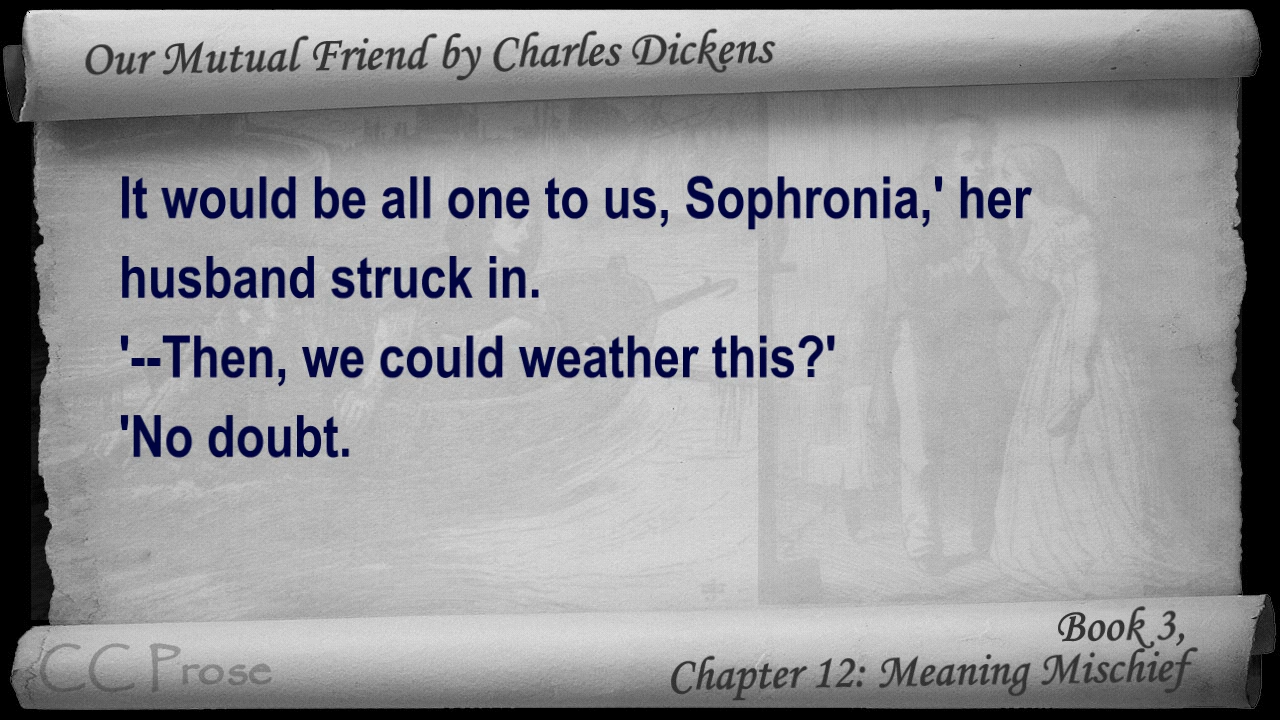 Our Mutual Friend by Charles Dickens
It would be all one to us, Sophronia,' her
husband struck in.
'--Then, we could weather this?'
'No doubt.
Book 3,
Chapter 12: Meaning Mischief
CC Prose